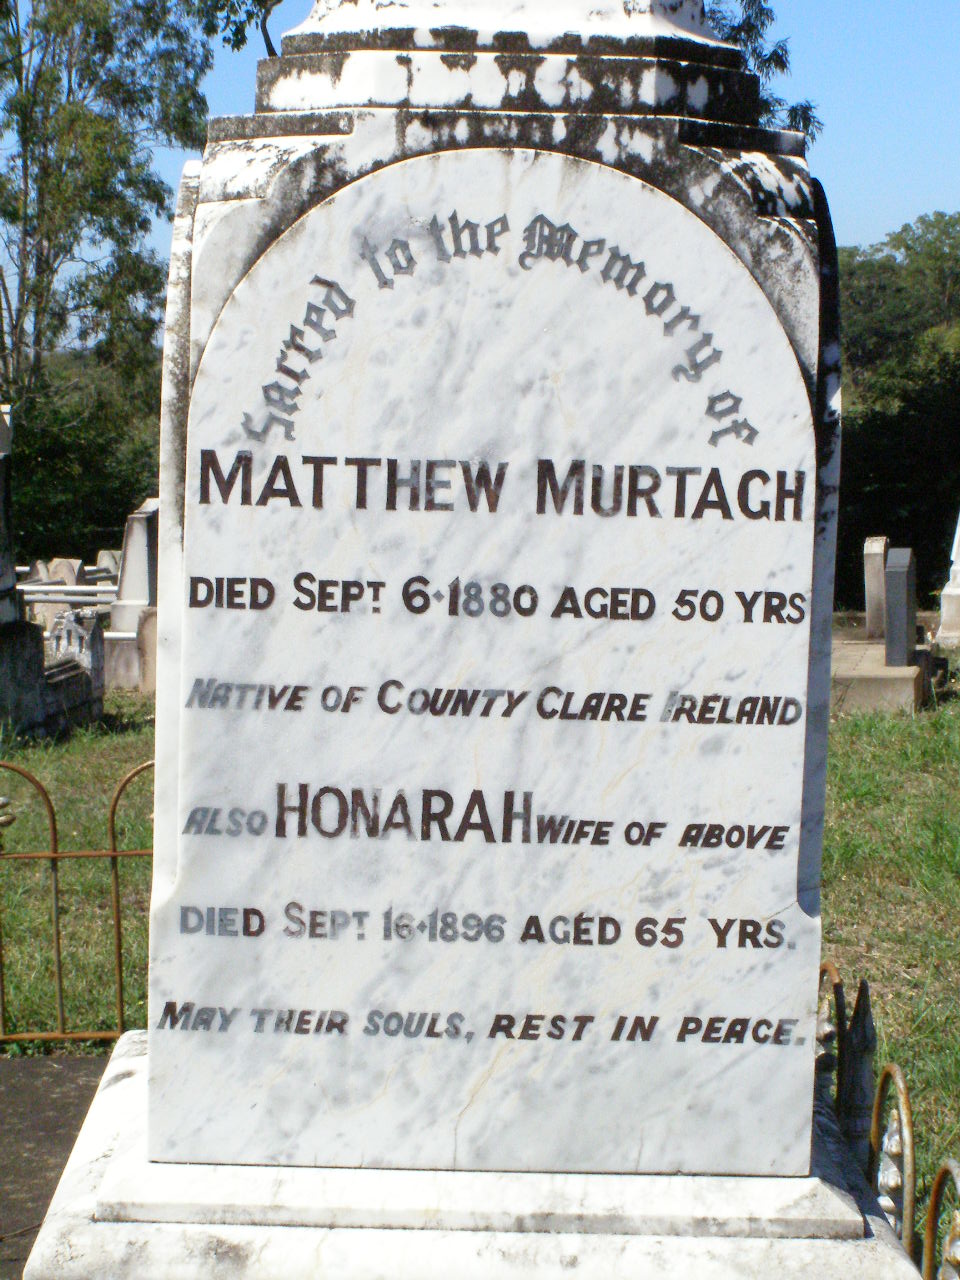 Sacred to the Memory of
MATTHEW MURTAGH
DIED SEPT 6·1880 AGED 50 YRS
NATIVE OF COUNTY CLARE IRELAND
ALSO HONARAH WIFE OF ABOVE
DIED SEPT 16·1896 AGED 65 YRS.
MAY THEIR SOULS, REST IN PEACE.